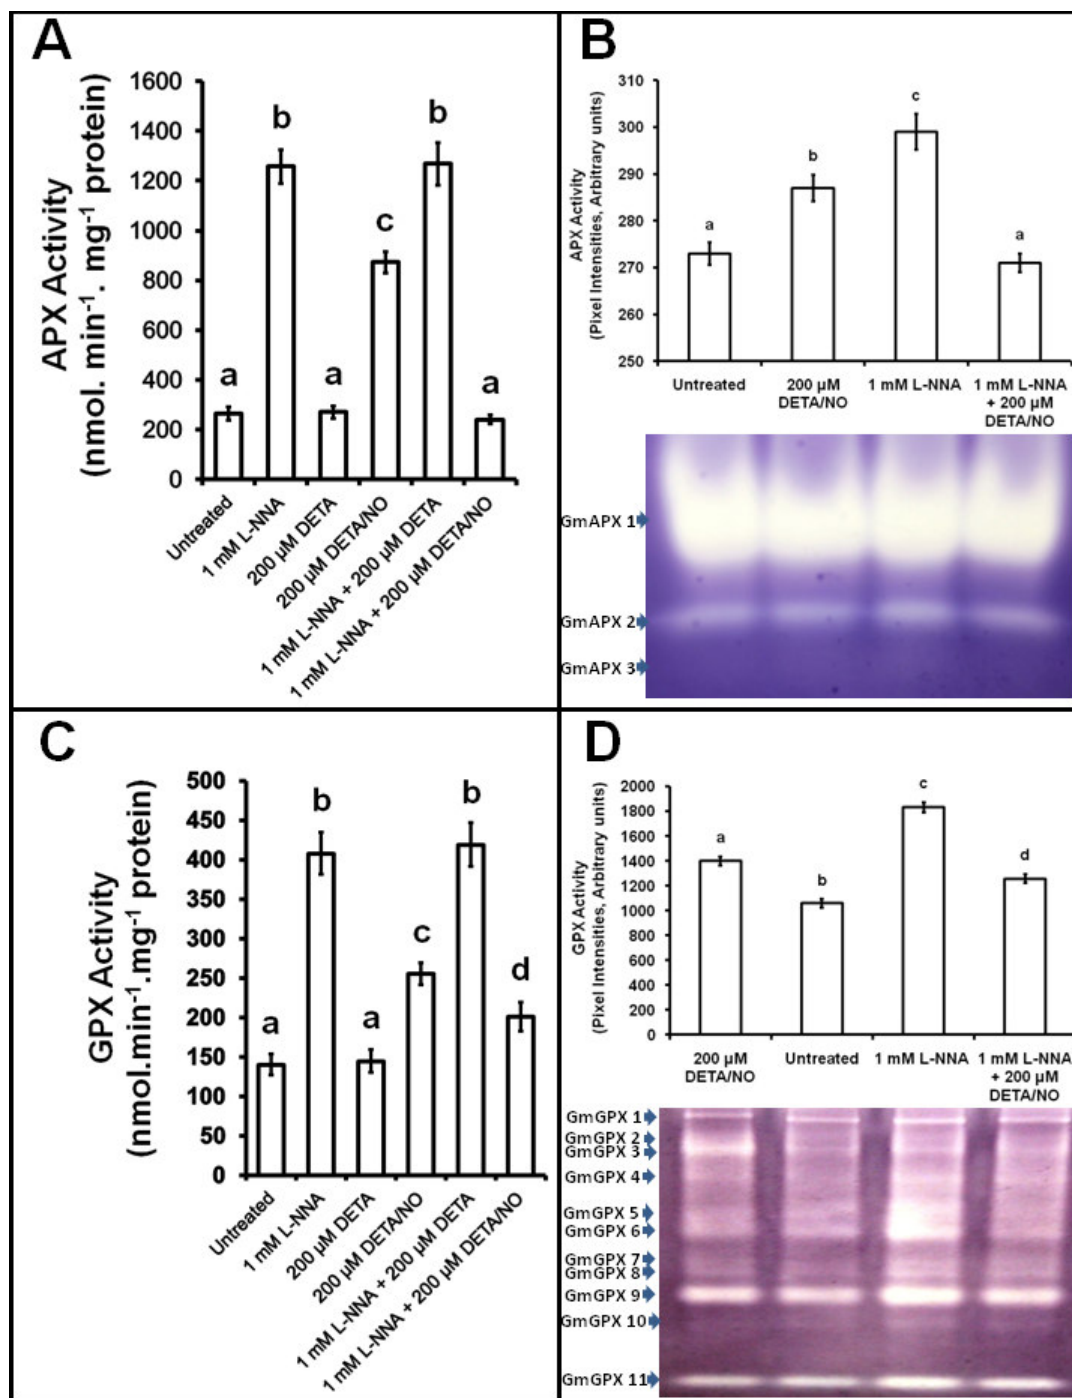 A
APX Activity
(nmol. min⁻¹. mg⁻¹ protein)
1600
1400
1200
1000
800
600
400
200
0
a
b
a
c
b
a
Untreated
1 mM L-NNA
200 µM DETA
200 µM DETA/NO
1 mM L-NNA + 200 µM DETA
1 mM L-NNA + 200 µM DETA/NO
B
APX Activity
(Pixel Intensities, Arbitrary units)
310
300
290
280
270
260
250
a
b
c
a
Untreated
200 µM
DETA/NO
1 mM L-NNA
1 mM L-NNA
+ 200 µM
DETA/NO
GmAPX 1
GmAPX 2
GmAPX 3
C
GPX Activity
(nmol.min⁻¹.mg⁻¹ protein)
500
450
400
350
300
250
200
150
100
50
0
a
b
a
c
b
d
Untreated
1 mM L-NNA
200 µM DETA
200 µM DETA/NO
1 mM L-NNA + 200 µM DETA
1 mM L-NNA + 200 µM DETA/NO
D
GPX Activity
(Pixel Intensities, Arbitrary units)
2000
1800
1600
1400
1200
1000
800
600
400
200
0
a
b
c
d
200 µM
DETA/NO
Untreated
1 mM L-NNA
1 mM L-NNA
+ 200 µM
DETA/NO
GmGPX 1
GmGPX 2
GmGPX 3
GmGPX 4
GmGPX 5
GmGPX 6
GmGPX 7
GmGPX 8
GmGPX 9
GmGPX 10
GmGPX 11